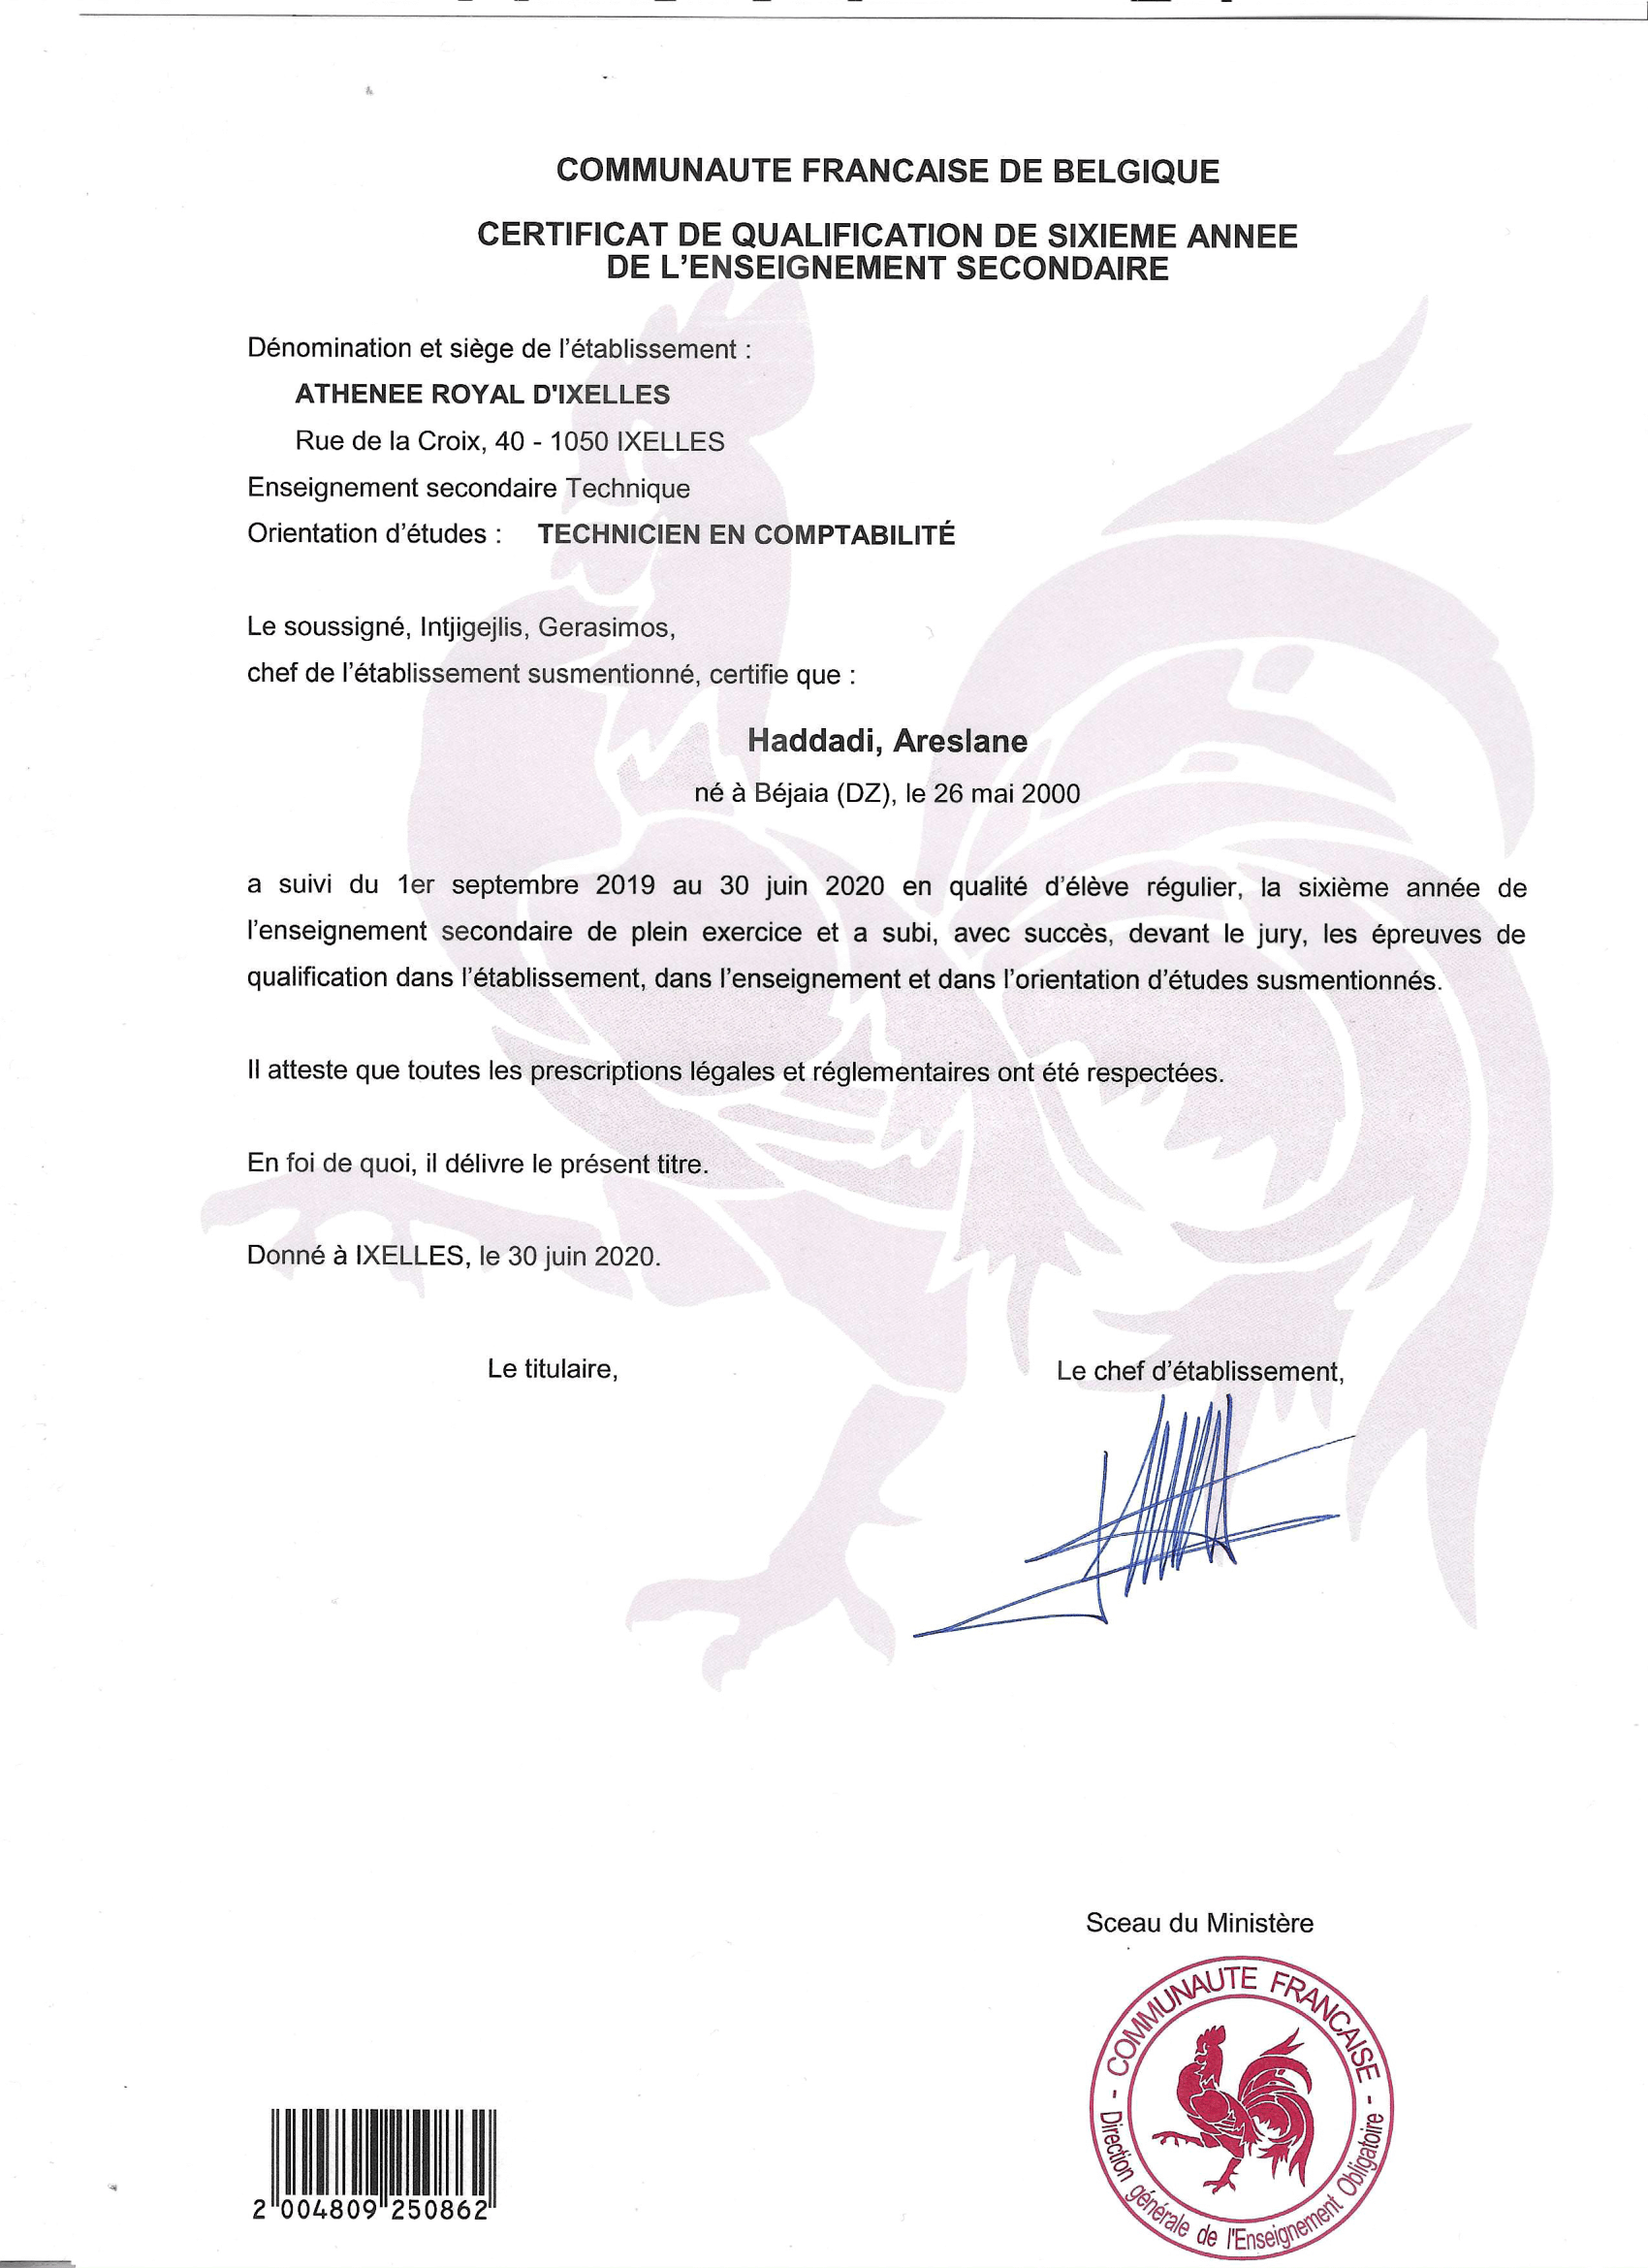 COMMUNAUTE FRANCAISE DE BELGIQUE
CERTIFICAT DE QUALIFICATION DE SIXIEME ANNEE
DE L'ENSEIGNEMENT SECONDAIRE
Dénomination et siège de l'établissement :
ATHENEE ROYAL D'IXELLES
Rue de la Croix, 40 - 1050 IXELLES
Enseignement secondaire Technique
Orientation d'études : TECHNICIEN EN COMPTABILITÉ
Le soussigné, Intjigejlis, Gerasimos,
chef de l'établissement susmentionné, certifie que :
Haddadi, Areslane
né à Béjaia (DZ), le 26 mai 2000
a suivi du 1er septembre 2019 au 30 juin 2020 en qualité d'élève régulier, la sixième année de
l'enseignement secondaire de plein exercice et a subi, avec succès, devant le jury, les épreuves de
qualification dans l'établissement, dans l'enseignement et dans l'orientation d'études susmentionnés.
Il atteste que toutes les prescriptions légales et réglementaires ont été respectées.
En foi de quoi, il délivre le présent titre.
Donné à IXELLES, le 30 juin 2020.
Le titulaire,
Le chef d'établissement,
Sceau du Ministère
- COMMUNAUTE FRANCAISE -
Direction générale de l'Enseignement Obligatoire
2 004809 250862